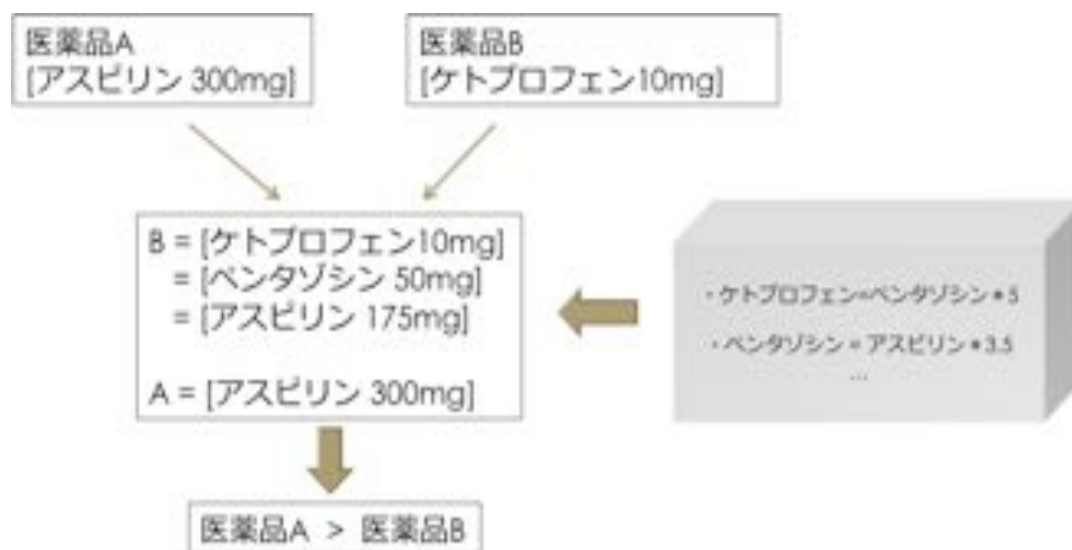 医薬品A
[アスピリン 300mg]
医薬品B
[ケトプロフェン10mg]
B = [ケトプロフェン10mg]
= [ペンタゾシン 50mg]
= [アスピリン 175mg]
A = [アスピリン 300mg]
・ケトプロフェン=ペンタゾシン*5
・ペンタゾシン = アスピリン*3.5
...
医薬品A > 医薬品B